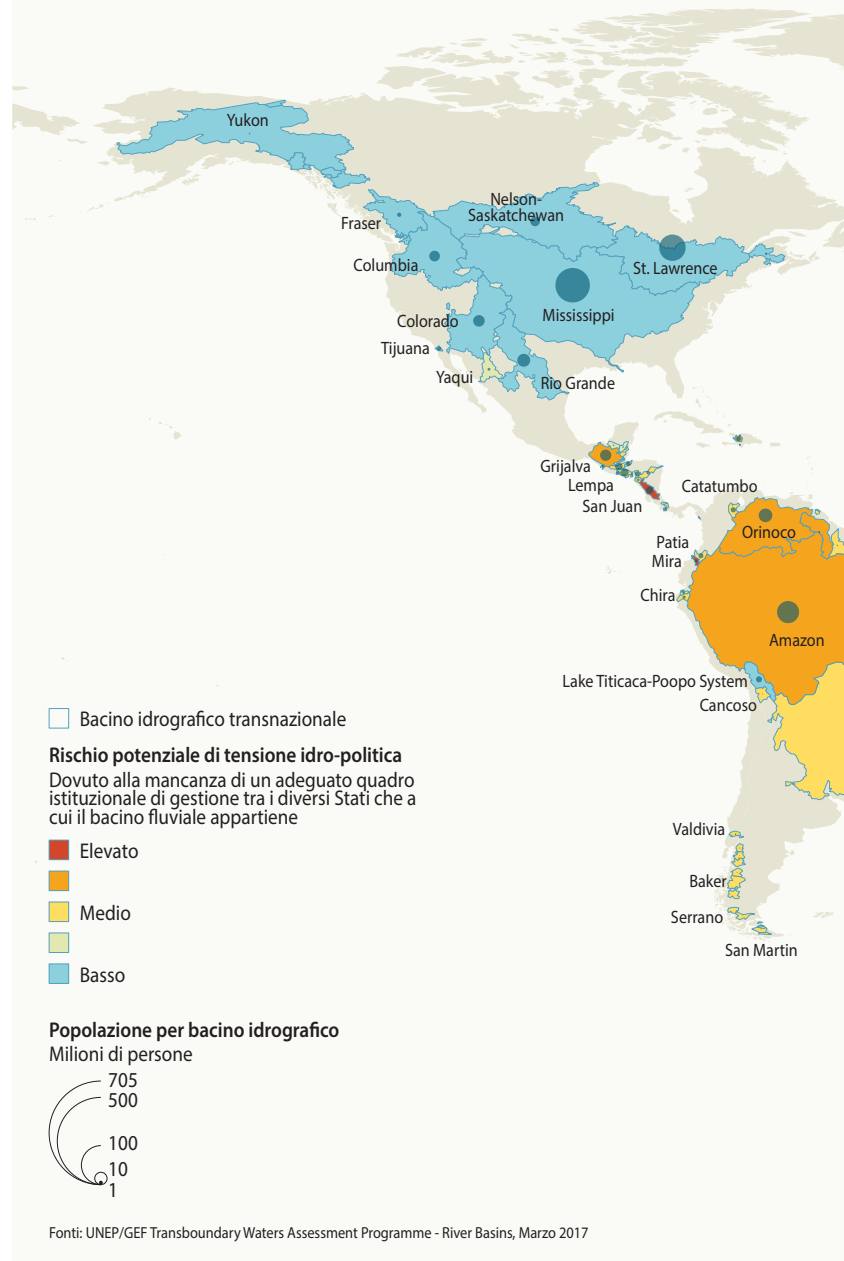 Yukon
Nelson-
Saskatchewan
Fraser
St. Lawrence
Columbia
Mississippi
Colorado
Tijuana
Yaqui
Rio Grande
Grijalva
Lempa
Catatumbo
San Juan
Orinoco
Patia
Mira
Chira
Amazon
Lake Titicaca-Poopo System
Cancoso
Bacino idrografico transnazionale
Rischio potenziale di tensione idro-politica
Dovuto alla mancanza di un adeguato quadro
istituzionale di gestione tra i diversi Stati che a
cui il bacino fluviale appartiene
Elevato
Medio
Basso
Valdivia
Baker
Serrano
San Martin
Popolazione per bacino idrografico
Milioni di persone
705
500
100
10
1
Fonti: UNEP/GEF Transboundary Waters Assessment Programme - River Basins, Marzo 2017